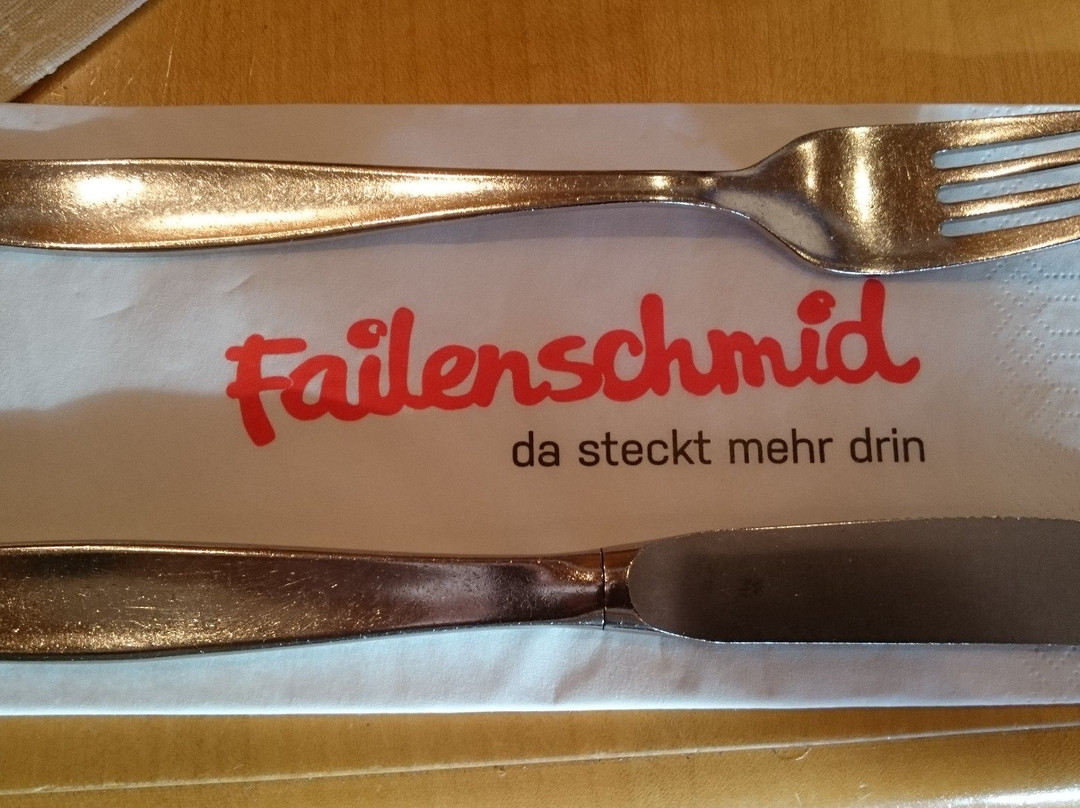 Failenschmid
da steckt mehr drin